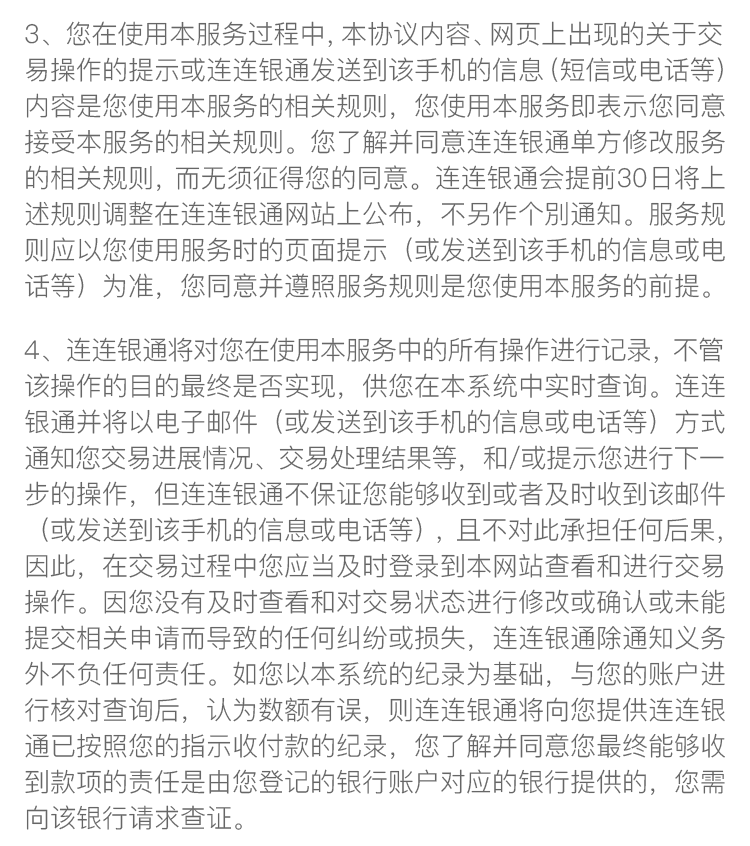 3、您在使用本服务过程中, 本协议内容、网页上出现的关于交
易操作的提示或连连银通发送到该手机的信息(短信或电话等)
内容是您使用本服务的相关规则，您使用本服务即表示您同意
接受本服务的相关规则。您了解并同意连连银通单方修改服务
的相关规则, 而无须征得您的同意。连连银通会提前30日将上
述规则调整在连连银通网站上公布，不另作个別通知。服务规
则应以您使用服务时的页面提示（或发送到该手机的信息或电
话等）为准，您同意并遵照服务规则是您使用本服务的前提。
4、连连银通将对您在使用本服务中的所有操作进行记录, 不管
该操作的目的最终是否实现，供您在本系统中实时查询。连连
银通并将以电子邮件（或发送到该手机的信息或电话等）方式
通知您交易进展情况、交易处理结果等，和/或提示您进行下一
步的操作，但连连银通不保证您能够收到或者及时收到该邮件
（或发送到该手机的信息或电话等）, 且不对此承担任何后果,
因此，在交易过程中您应当及时登录到本网站查看和进行交易
操作。因您没有及时查看和对交易状态进行修改或确认或未能
提交相关申请而导致的任何纠纷或损失，连连银通除通知义务
外不负任何责任。如您以本系统的纪录为基础，与您的账户进
行核对查询后，认为数额有误，则连连银通将向您提供连连银
通已按照您的指示收付款的纪录，您了解并同意您最终能够收
到款项的责任是由您登记的银行账户对应的银行提供的，您需
向该银行请求查证。